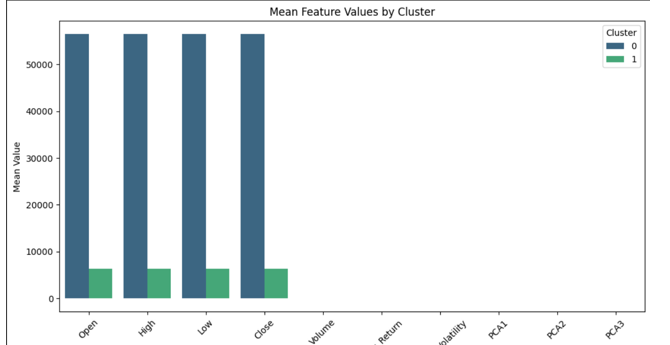 Mean Feature Values by Cluster
Cluster
0
1
Mean Value
50000
40000
30000
20000
10000
0
Open
High
Low
Close
Volume
Return
Volatility
PCA1
PCA2
PCA3